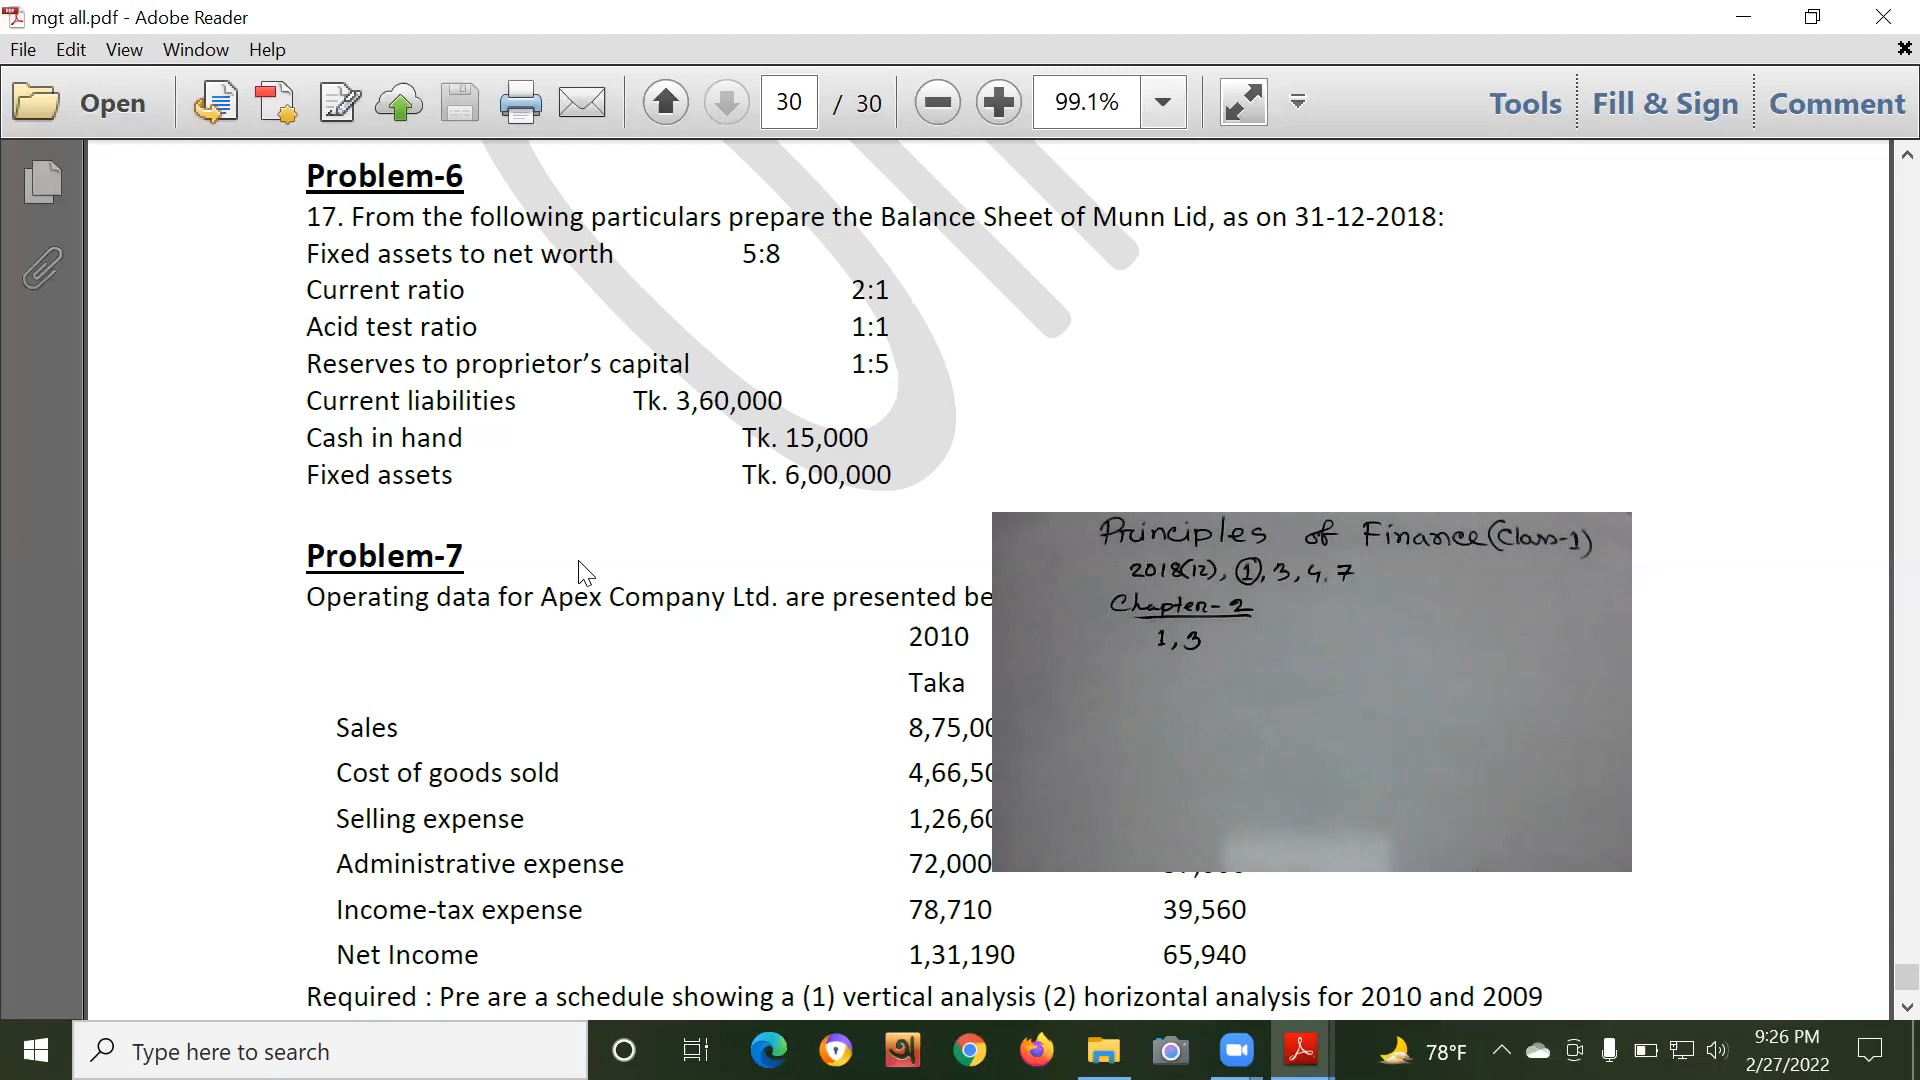 mgt all.pdf - Adobe Reader
File Edit View Window Help
Open 30 / 30 99.1% Tools Fill & Sign Comment
Problem-6
17. From the following particulars prepare the Balance Sheet of Munn Lid, as on 31-12-2018:
Fixed assets to net worth 5:8
Current ratio 2:1
Acid test ratio 1:1
Reserves to proprietor’s capital 1:5
Current liabilities Tk. 3,60,000
Cash in hand Tk. 15,000
Fixed assets Tk. 6,00,000
Problem-7
Operating data for Apex Company Ltd. are presented be
2010
Taka
Sales 8,75,00
Cost of goods sold 4,66,50
Selling expense 1,26,60
Administrative expense 72,000
Income-tax expense 78,710 39,560
Net Income 1,31,190 65,940
Required : Pre are a schedule showing a (1) vertical analysis (2) horizontal analysis for 2010 and 2009
Principles of Finance (Class-1)
2018(12), 1, 3, 4, 7
Chapter-2
1, 3
Type here to search
78°F
9:26 PM
2/27/2022